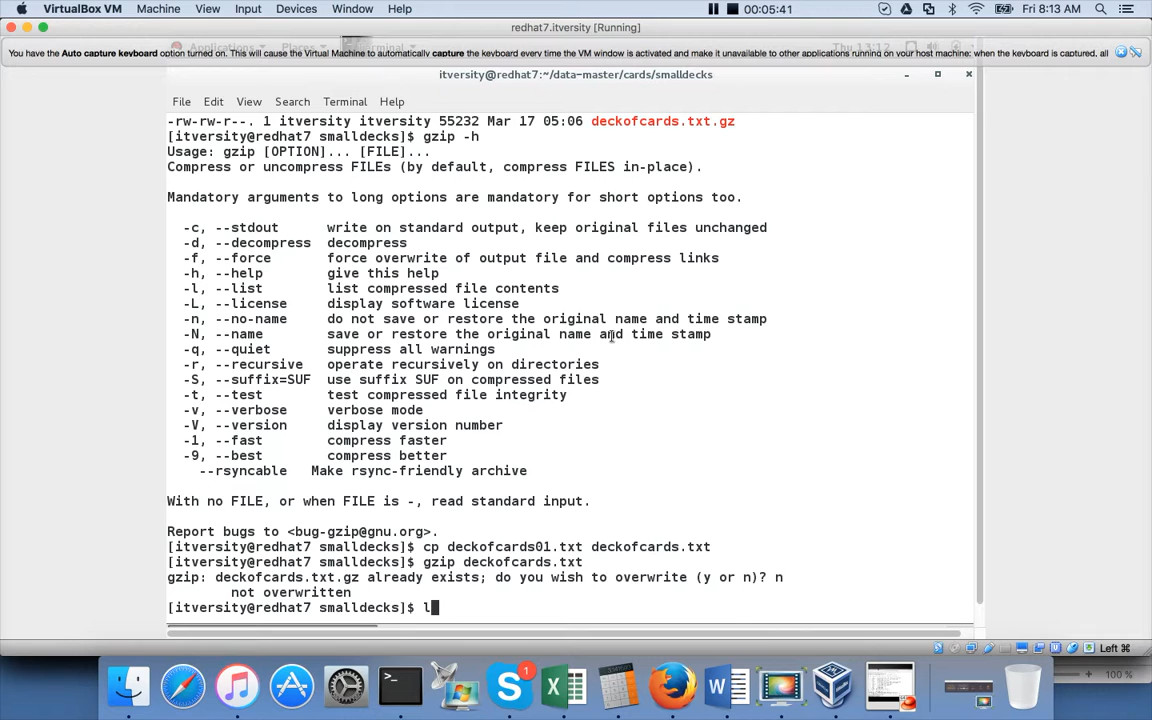 VirtualBox VM Machine View Input Devices Window Help 00:05:41 Fri 8:13 AM
redhat7.itversity [Running]
Applications Places Terminal Thu 13:12
You have the Auto capture keyboard option turned on. This will cause the Virtual Machine to automatically capture the keyboard every time the VM window is activated and make it unavailable to other applications running on your host machine: when the keyboard is captured, all
itversity@redhat7:~/data-master/cards/smalldecks
File Edit View Search Terminal Help
-rw-rw-r--. 1 itversity itversity 55232 Mar 17 05:06 deckofcards.txt.gz
[itversity@redhat7 smalldecks]$ gzip -h
Usage: gzip [OPTION]... [FILE]...
Compress or uncompress FILEs (by default, compress FILES in-place).
Mandatory arguments to long options are mandatory for short options too.
-c, --stdout write on standard output, keep original files unchanged
-d, --decompress decompress
-f, --force force overwrite of output file and compress links
-h, --help give this help
-l, --list list compressed file contents
-L, --license display software license
-n, --no-name do not save or restore the original name and time stamp
-N, --name save or restore the original name and time stamp
-q, --quiet suppress all warnings
-r, --recursive operate recursively on directories
-S, --suffix=SUF use suffix SUF on compressed files
-t, --test test compressed file integrity
-v, --verbose verbose mode
-V, --version display version number
-1, --fast compress faster
-9, --best compress better
--rsyncable Make rsync-friendly archive
With no FILE, or when FILE is -, read standard input.
Report bugs to <bug-gzip@gnu.org>.
[itversity@redhat7 smalldecks]$ cp deckofcards01.txt deckofcards.txt
[itversity@redhat7 smalldecks]$ gzip deckofcards.txt
gzip: deckofcards.txt.gz already exists; do you wish to overwrite (y or n)? n
not overwritten
[itversity@redhat7 smalldecks]$ l
Left ⌘
100 %